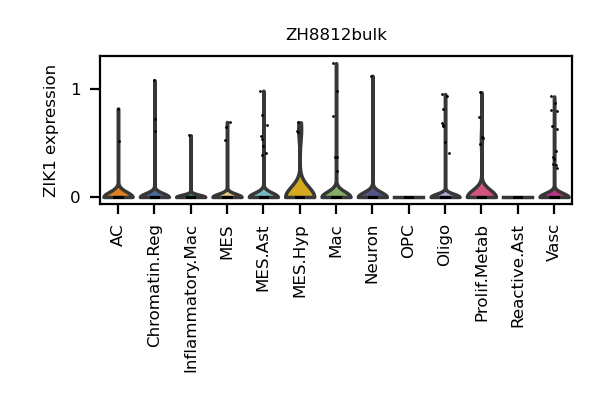 ZH8812bulk
ZIK1 expression
1
0
AC
Chromatin.Reg
Inflammatory.Mac
MES
MES.Ast
MES.Hyp
Mac
Neuron
OPC
Oligo
Prolif.Metab
Reactive.Ast
Vasc